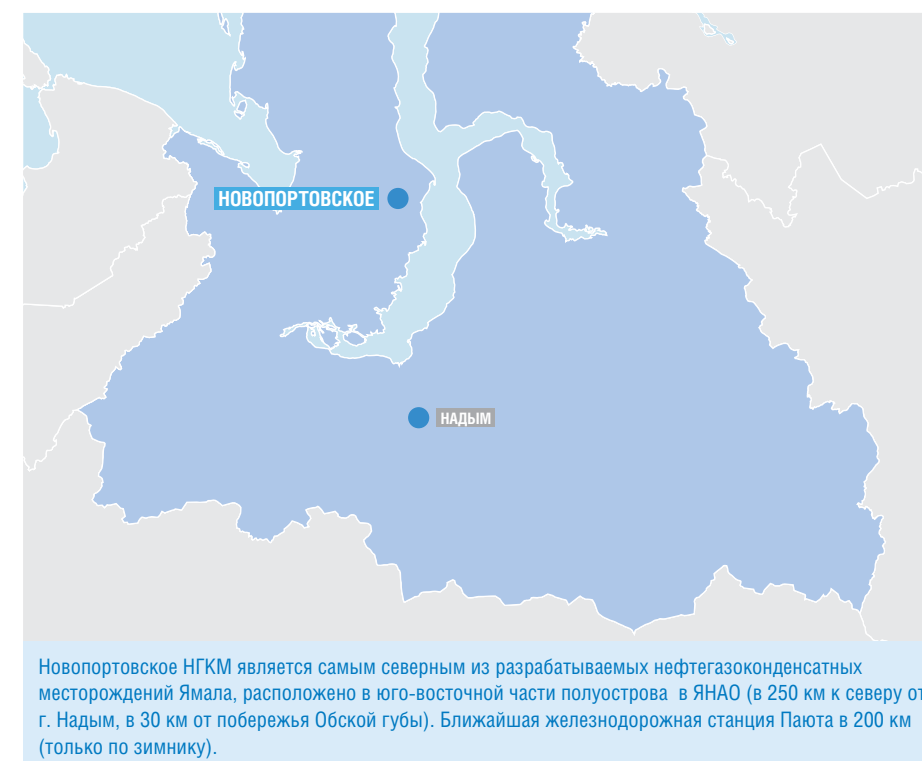 НОВОПОРТОВСКОЕ
НАДЫМ
Новопортовское НГКМ является самым северным из разрабатываемых нефтегазоконденсатных
месторождений Ямала, расположено в юго-восточной части полуострова в ЯНАО (в 250 км к северу от
г. Надым, в 30 км от побережья Обской губы). Ближайшая железнодорожная станция Паюта в 200 км
(только по зимнику).